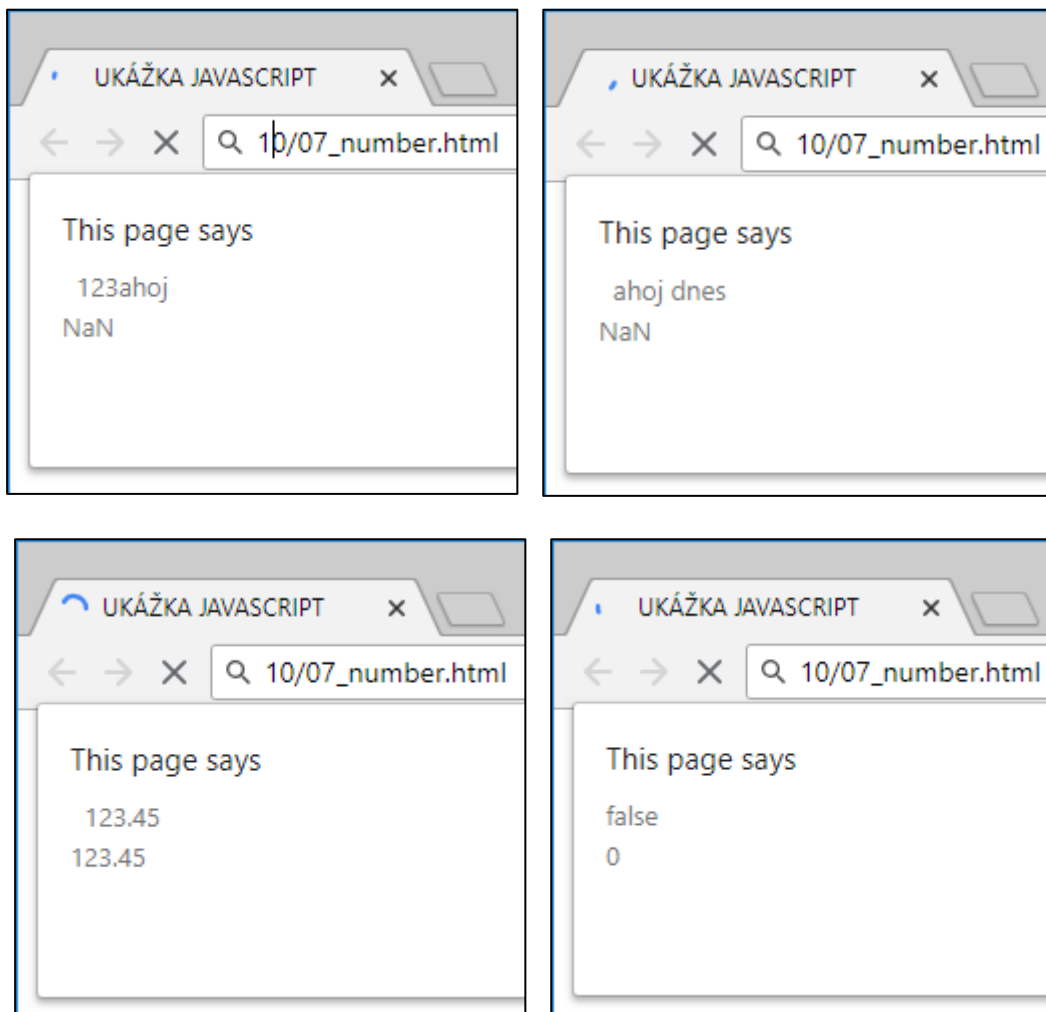 UKÁŽKA JAVASCRIPT
10/07_number.html
This page says
123ahoj
NaN
UKÁŽKA JAVASCRIPT
10/07_number.html
This page says
ahoj dnes
NaN
UKÁŽKA JAVASCRIPT
10/07_number.html
This page says
123.45
123.45
UKÁŽKA JAVASCRIPT
10/07_number.html
This page says
false
0